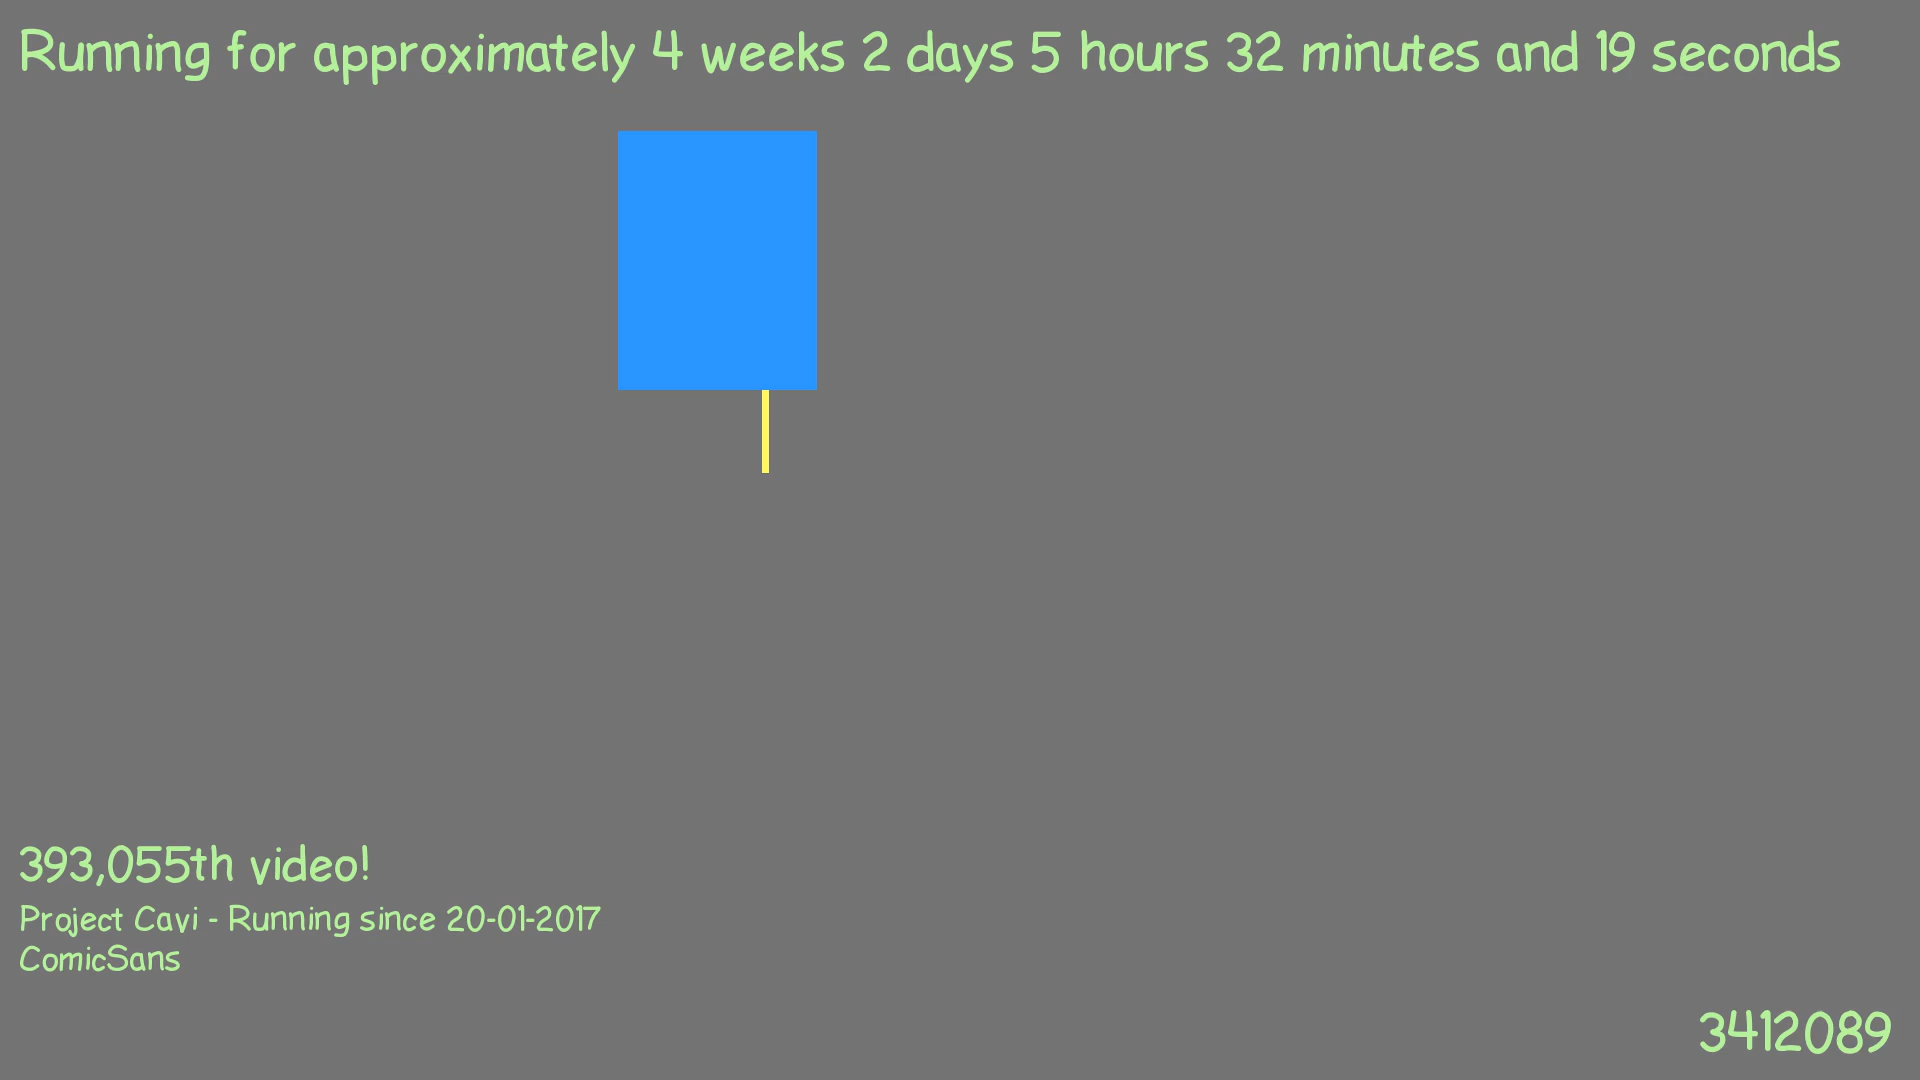 Running for approximately 4 weeks 2 days 5 hours 32 minutes and 19 seconds
393,055th video!
Project Cavi - Running since 20-01-2017
ComicSans
3412089